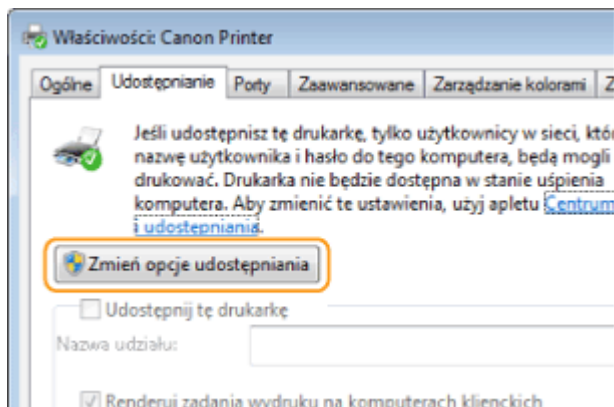 Właściwości: Canon Printer
Ogólne Udostępnianie Porty Zaawansowane Zarządzanie kolorami Z
Jeśli udostępnisz tę drukarkę, tylko użytkownicy w sieci, któ
nazwę użytkownika i hasło do tego komputera, będą mogli
drukować. Drukarka nie będzie dostępna w stanie uśpienia
komputera. Aby zmienić te ustawienia, użyj apletu Centrum
i udostępniania.
Zmień opcje udostępniania
Udostępnij tę drukarkę
Nazwa udziału:
Renderuj zadania wydruku na komputerach klienckich